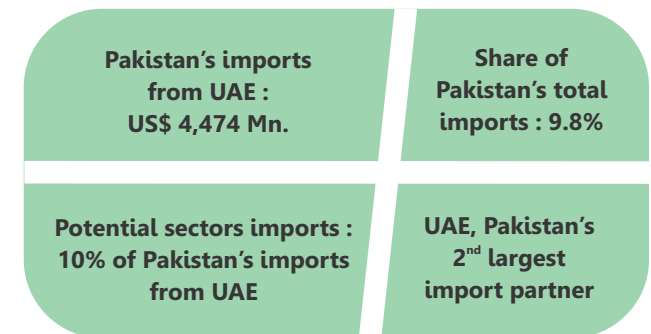 Pakistan’s imports
from UAE :
US$ 4,474 Mn.
Share of
Pakistan’s total
imports : 9.8%
Potential sectors imports :
10% of Pakistan’s imports
from UAE
UAE, Pakistan’s
2nd largest
import partner